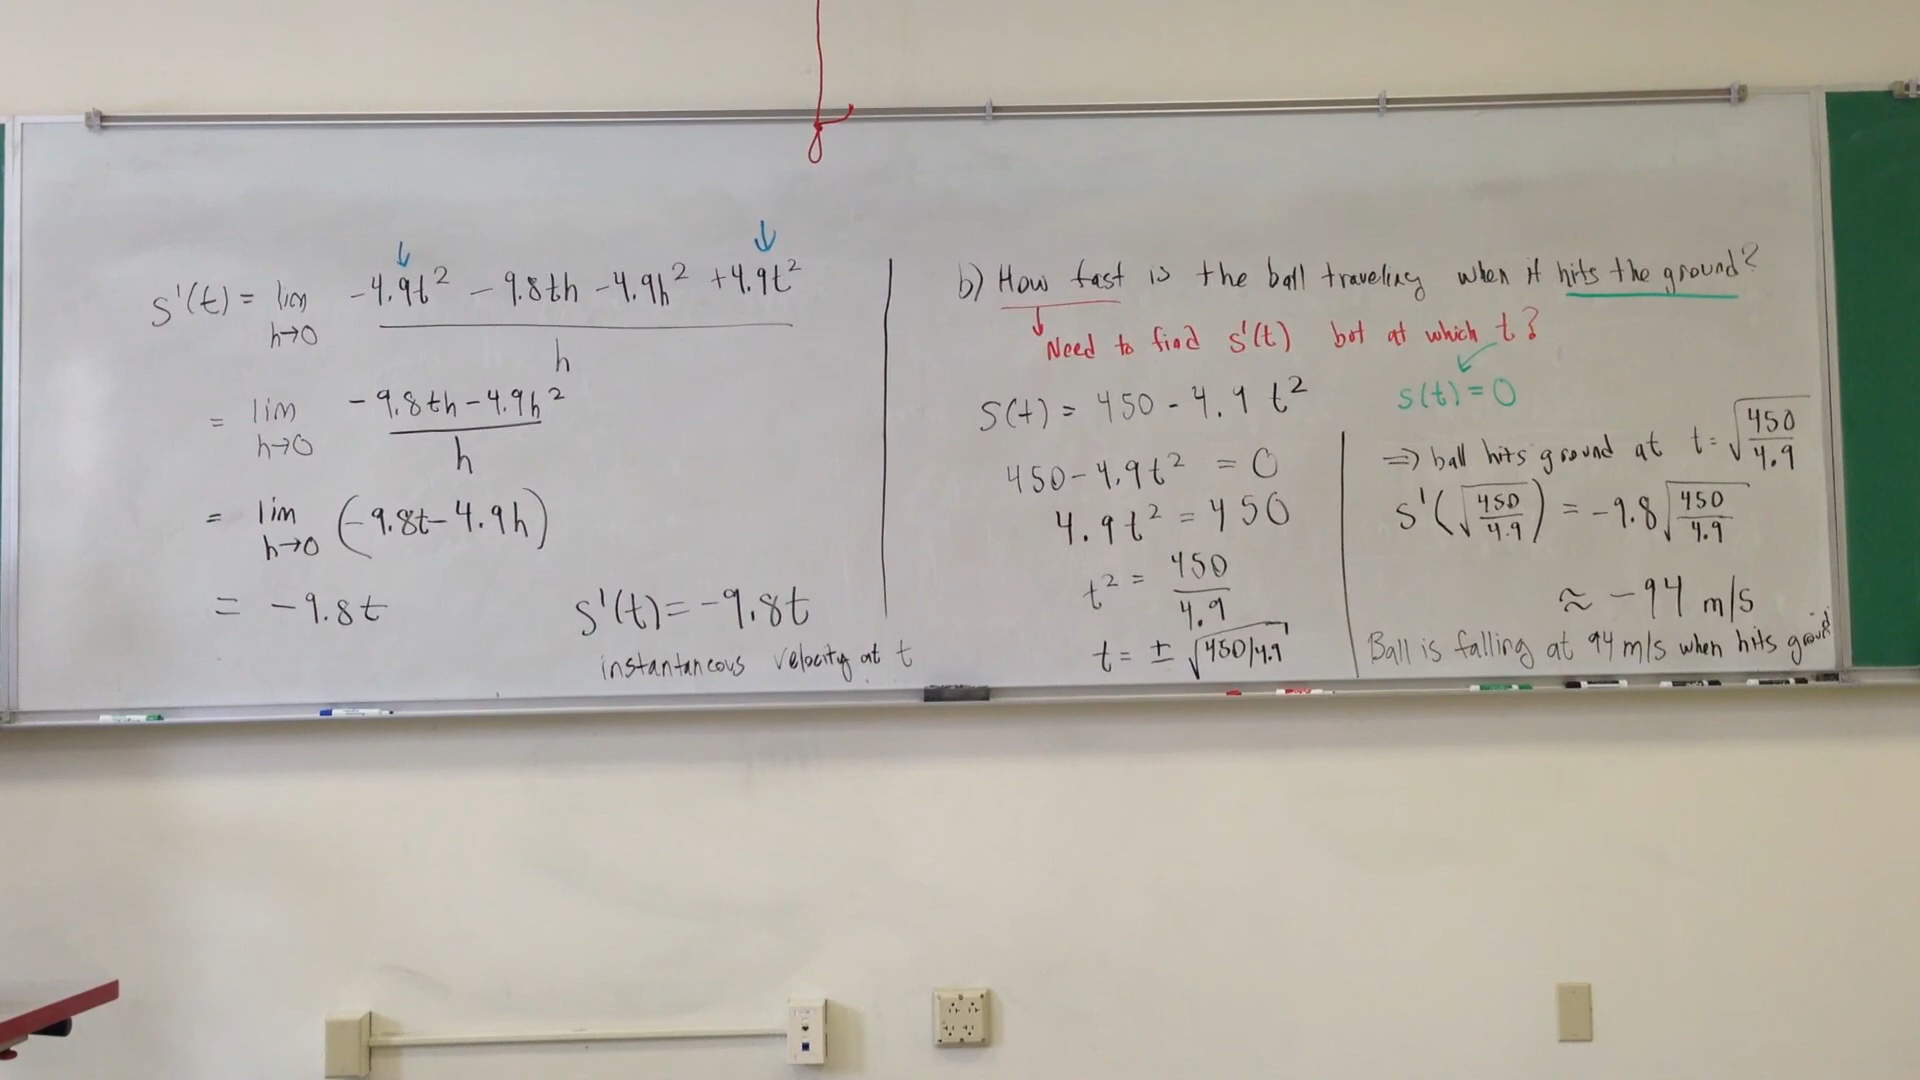 s'(t) = lim h→0 (-4.9t² - 9.8th - 4.9h² + 4.9t²) / h
= lim h→0 (-9.8th - 4.9h²) / h
= lim h→0 (-9.8t - 4.9h)
= -9.8t
s'(t) = -9.8t
instantaneous velocity at t
b) How fast is the ball traveling when it hits the ground?
Need to find s'(t) but at which t?
s(t) = 0
s(t) = 450 - 4.9 t²
450 - 4.9t² = 0
4.9t² = 450
t² = 450/4.9
t = ± √(450/4.9)
⇒ ball hits ground at t = √(450/4.9)
s'(√(450/4.9)) = -9.8√(450/4.9)
≈ -94 m/s
Ball is falling at 94 m/s when hits ground